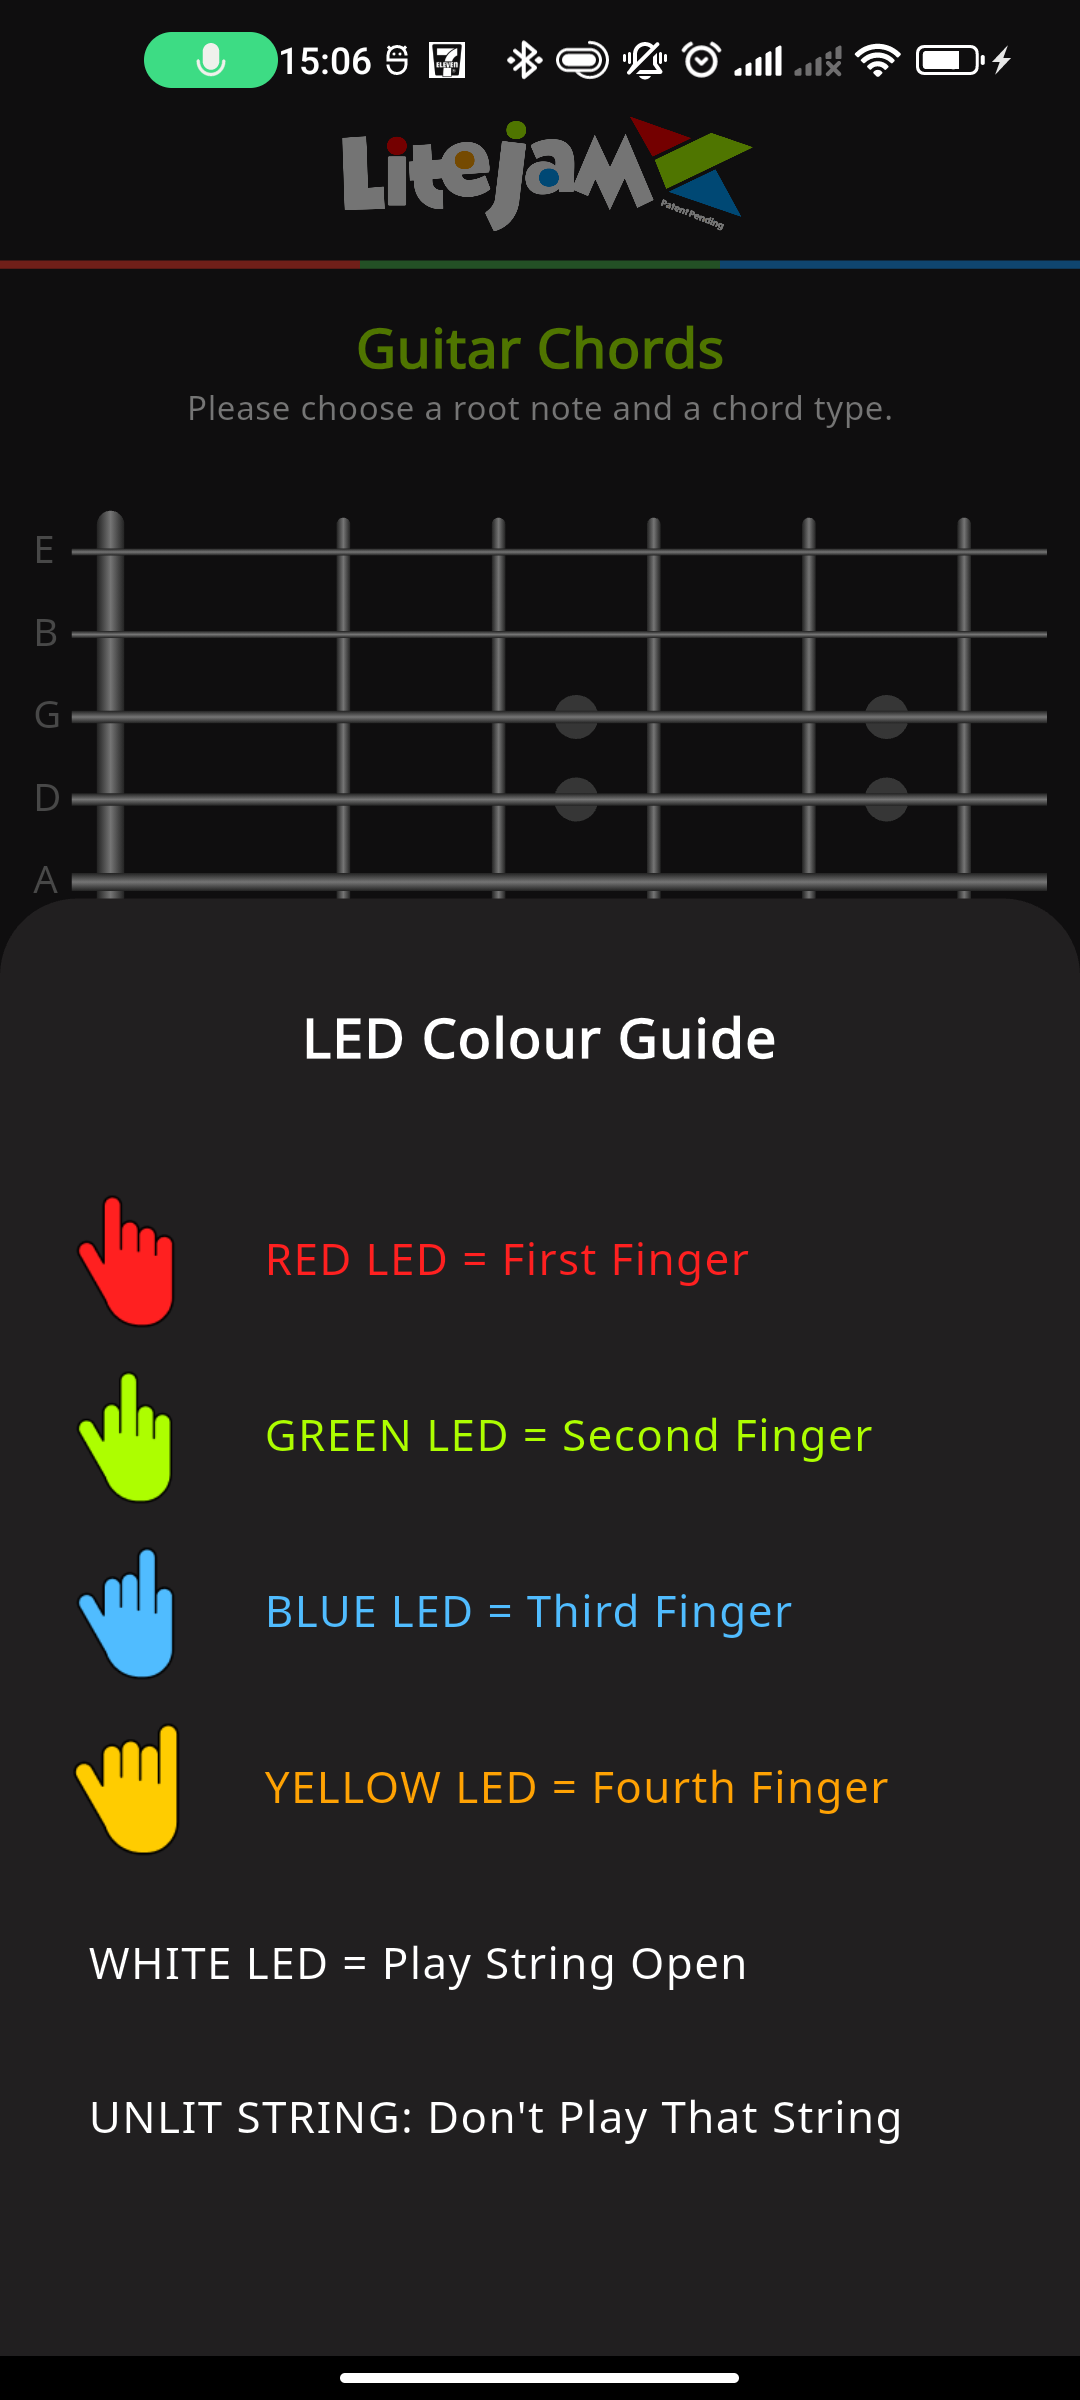 15:06
7 ELEVEN
LiteJam
Patent Pending
Guitar Chords
Please choose a root note and a chord type.
E
B
G
D
A
LED Colour Guide
RED LED = First Finger
GREEN LED = Second Finger
BLUE LED = Third Finger
YELLOW LED = Fourth Finger
WHITE LED = Play String Open
UNLIT STRING: Don't Play That String